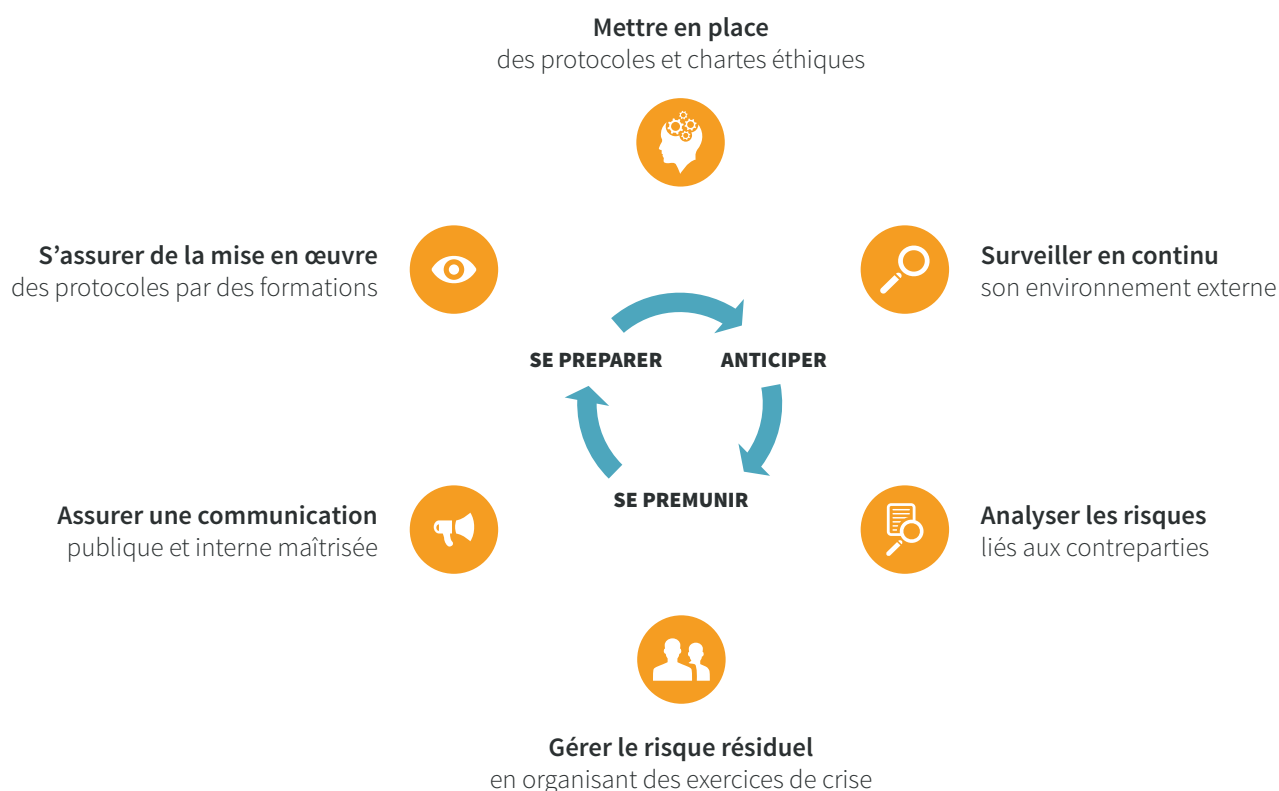 Mettre en place
des protocoles et chartes éthiques
S’assurer de la mise en œuvre
des protocoles par des formations
Surveiller en continu
son environnement externe
SE PREPARER
ANTICIPER
SE PREMUNIR
Assurer une communication
publique et interne maîtrisée
Analyser les risques
liés aux contreparties
Gérer le risque résiduel
en organisant des exercices de crise